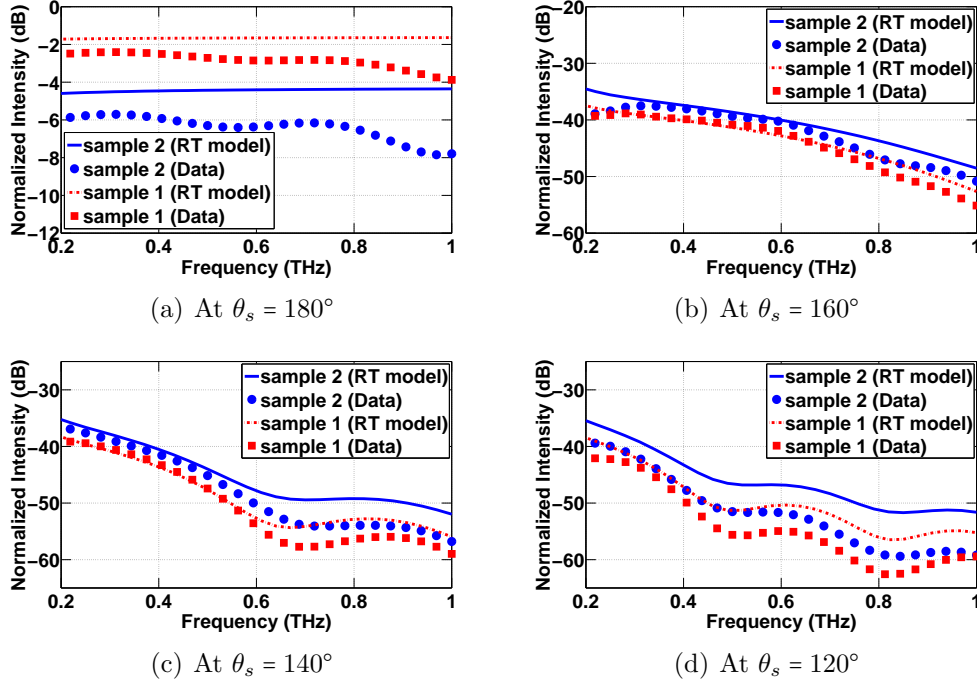 0
−2
−4
−6
−8
−10
−12
0.2
0.4
0.6
0.8
1
Normalized Intensity (dB)
Frequency (THz)
sample 2 (RT model)
sample 2 (Data)
sample 1 (RT model)
sample 1 (Data)
(a) At θs = 180°
−20
−30
−40
−50
−60
0.2
0.4
0.6
0.8
1
Normalized Intensity (dB)
Frequency (THz)
sample 2 (RT model)
sample 2 (Data)
sample 1 (RT model)
sample 1 (Data)
(b) At θs = 160°
−30
−40
−50
−60
0.2
0.4
0.6
0.8
1
Normalized Intensity (dB)
Frequency (THz)
sample 2 (RT model)
sample 2 (Data)
sample 1 (RT model)
sample 1 (Data)
(c) At θs = 140°
−30
−40
−50
−60
0.2
0.4
0.6
0.8
1
Normalized Intensity (dB)
Frequency (THz)
sample 2 (RT model)
sample 2 (Data)
sample 1 (RT model)
sample 1 (Data)
(d) At θs = 120°